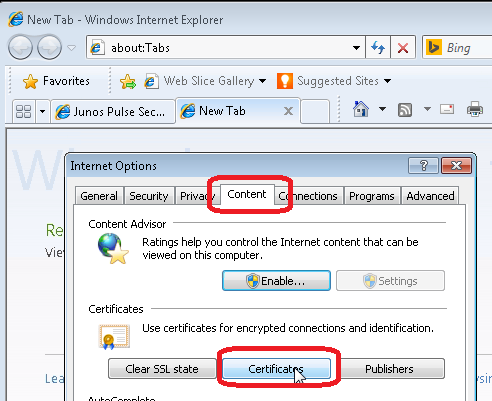 New Tab - Windows Internet Explorer
about:Tabs
Bing
Favorites
Web Slice Gallery
Suggested Sites
Junos Pulse Sec...
New Tab
Internet Options
General
Security
Privacy
Content
Connections
Programs
Advanced
Content Advisor
Ratings help you control the Internet content that can be
viewed on this computer.
Enable...
Settings
Certificates
Use certificates for encrypted connections and identification.
Clear SSL state
Certificates
Publishers
AutoComplete